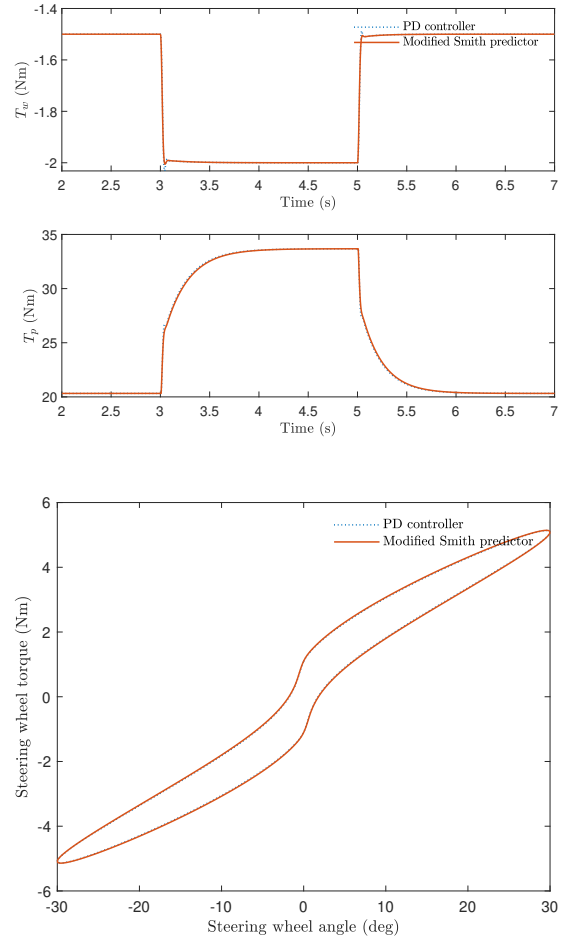 -1.4
PD controller
Modified Smith predictor
-1.6
-1.8
-2
T_w (Nm)
2 2.5 3 3.5 4 4.5 5 5.5 6 6.5 7
Time (s)
35
30
25
20
T_p (Nm)
2 2.5 3 3.5 4 4.5 5 5.5 6 6.5 7
Time (s)
6
PD controller
Modified Smith predictor
4
2
0
-2
-4
-6
Steering wheel torque (Nm)
-30 -20 -10 0 10 20 30
Steering wheel angle (deg)